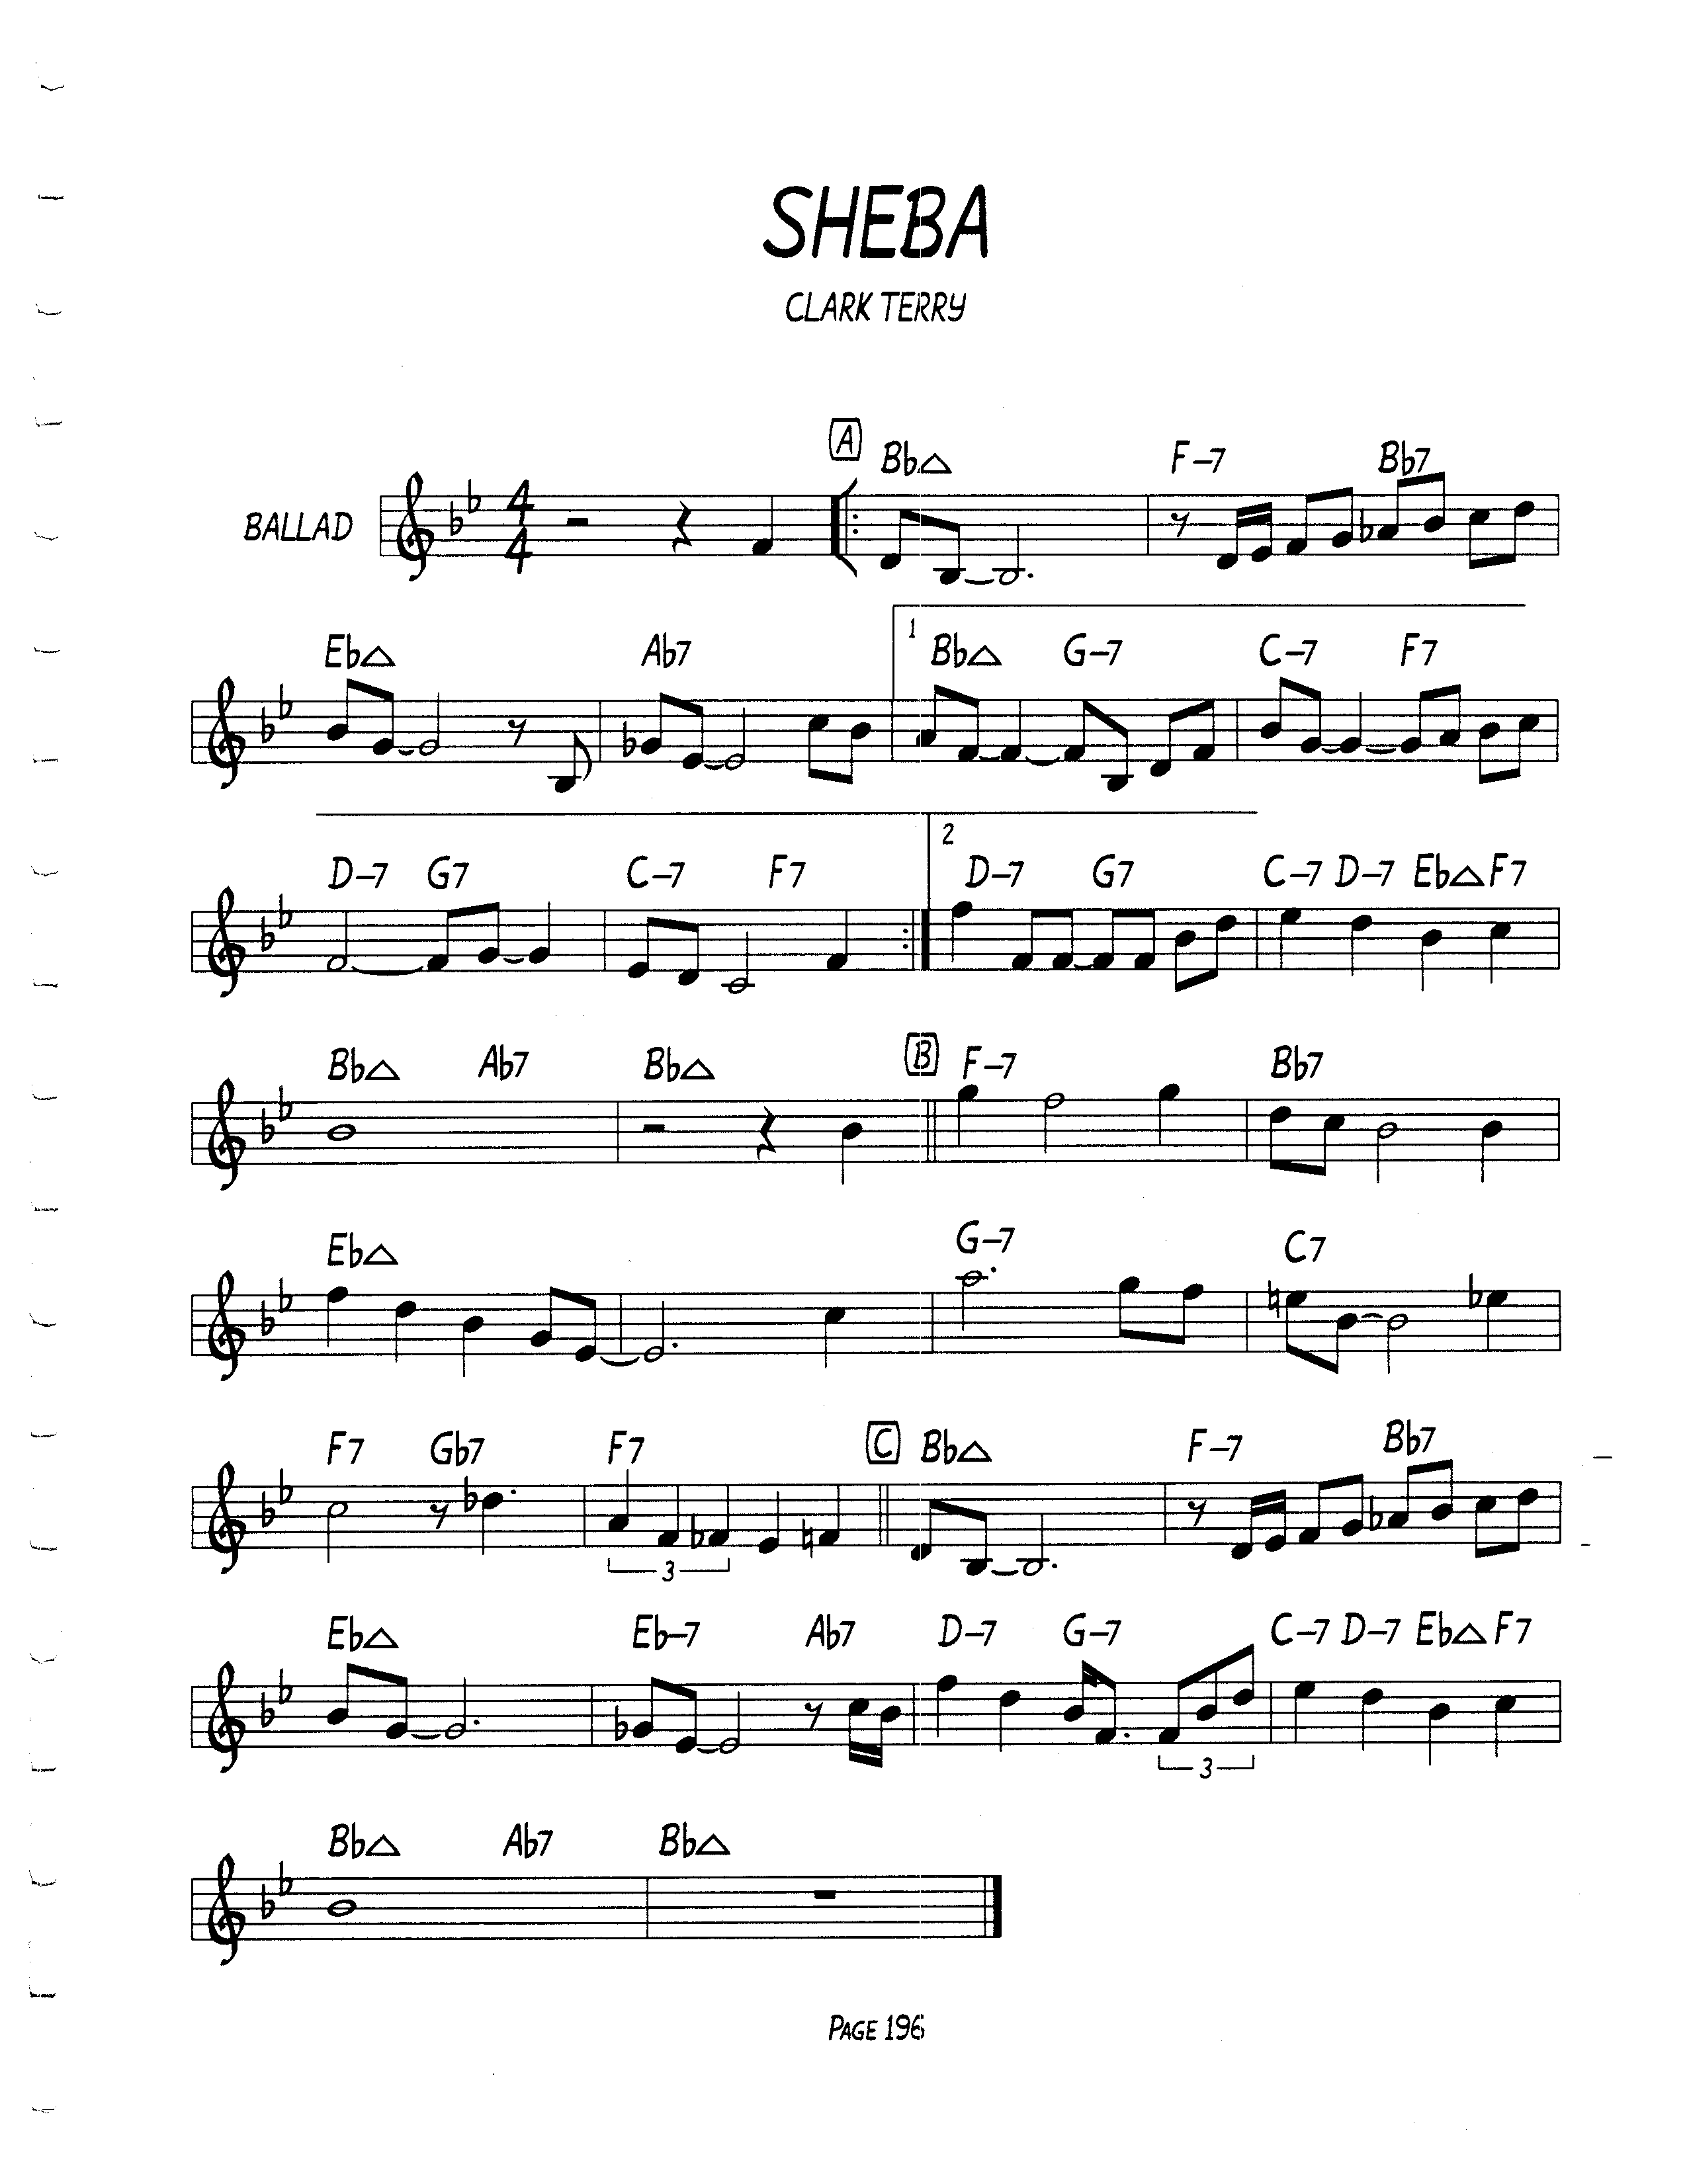 SHEBA
CLARK TERRY
A
Bb△ F-7 Bb7
BALLAD 4/4
Eb△ Ab7 1 Bb△ G-7 C-7 F7
D-7 G7 C-7 F7 2 D-7 G7 C-7 D-7 Eb△ F7
Bb△ Ab7 Bb△ B F-7 Bb7
Eb△ G-7 C7
F7 Gb7 F7 C Bb△ F-7 Bb7
3
Eb△ Eb-7 Ab7 D-7 G-7 C-7 D-7 Eb△ F7
3
Bb△ Ab7 Bb△
PAGE 196